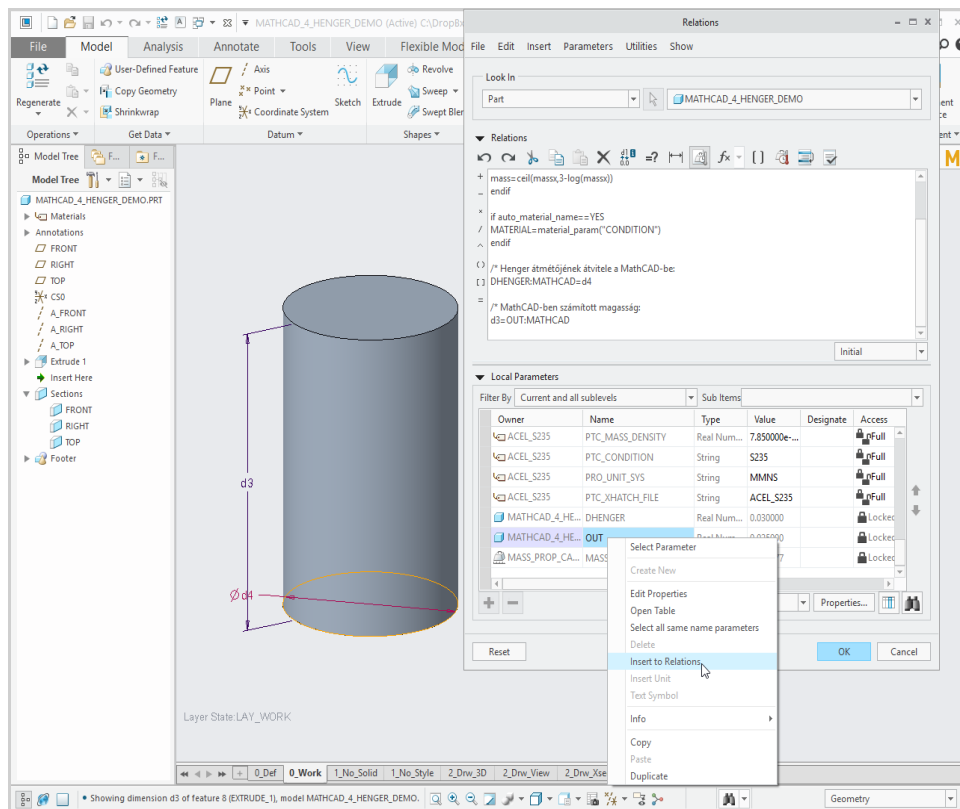 MATHCAD_4_HENGER_DEMO (Active) C:\DropBx
File Model Analysis Annotate Tools View Flexible Mod
Regenerate
User-Defined Feature
Copy Geometry
Shrinkwrap
Plane
Axis
Point
Coordinate System
Sketch
Extrude
Revolve
Sweep
Swept Bler
Operations Get Data Datum Shapes
Model Tree F... F...
Model Tree
MATHCAD_4_HENGER_DEMO.PRT
Materials
Annotations
FRONT
RIGHT
TOP
CS0
A_FRONT
A_RIGHT
A_TOP
Extrude 1
Insert Here
Sections
FRONT
RIGHT
TOP
Footer
d3
Ød4
Layer State:LAY_WORK
0_Def 0_Work 1_No_Solid 1_No_Style 2_Drw_3D 2_Drw_View 2_Drw_Xse
• Showing dimension d3 of feature 8 (EXTRUDE_1), model MATHCAD_4_HENGER_DEMO.
Geometry
Relations
File Edit Insert Parameters Utilities Show
Look In
Part MATHCAD_4_HENGER_DEMO
Relations
mass=ceil(massx,3-log(massx))
endif
if auto_material_name==YES
MATERIAL=material_param("CONDITION")
endif
/* Henger átmétőjének átvitele a MathCAD-be:
DHENGER:MATHCAD=d4
/* MathCAD-ben számított magasság:
d3=OUT:MATHCAD
Initial
Local Parameters
Filter By Current and all sublevels Sub Items
Owner Name Type Value Designate Access
ACEL_S235 PTC_MASS_DENSITY Real Num... 7.850000e-... Full
ACEL_S235 PTC_CONDITION String S235 Full
ACEL_S235 PRO_UNIT_SYS String MMNS Full
ACEL_S235 PTC_XHATCH_FILE String ACEL_S235 Full
MATHCAD_4_HE... DHENGER Real Num... 0.030000 Locked
MATHCAD_4_HE... OUT Locked
MASS_PROP_CA... MASS Locked
Properties...
Reset OK Cancel
Select Parameter
Create New
Edit Properties
Open Table
Select all same name parameters
Delete
Insert to Relations
Insert Unit
Text Symbol
Info
Copy
Paste
Duplicate